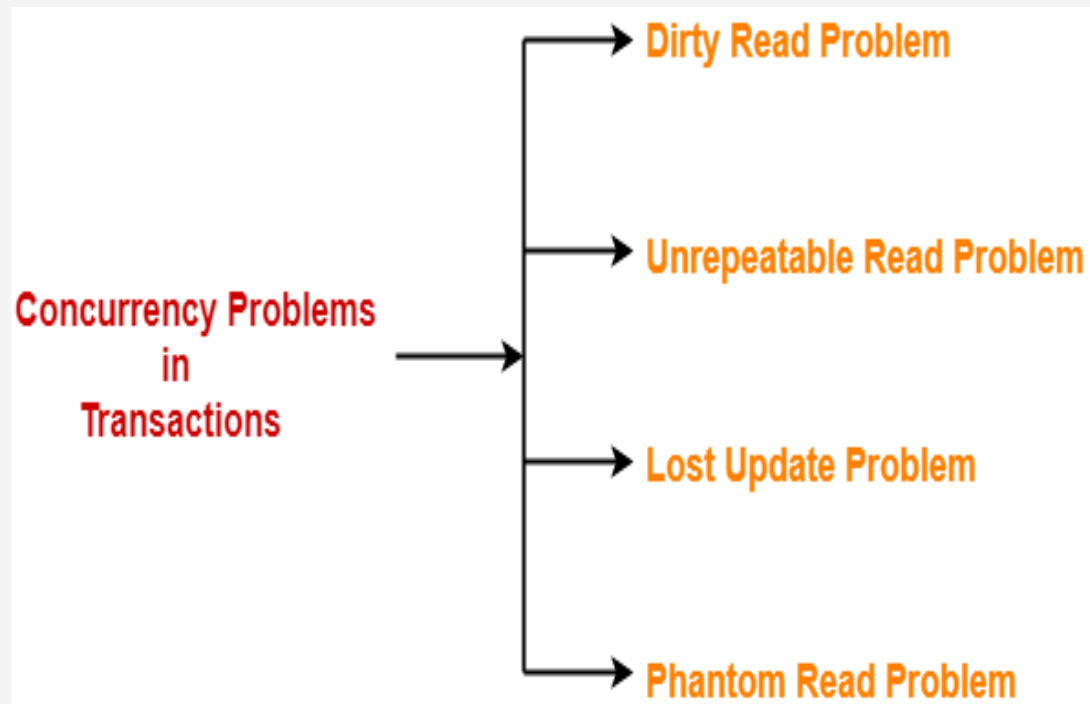 Dirty Read Problem
Unrepeatable Read Problem
Concurrency Problems
in
Transactions
Lost Update Problem
Phantom Read Problem